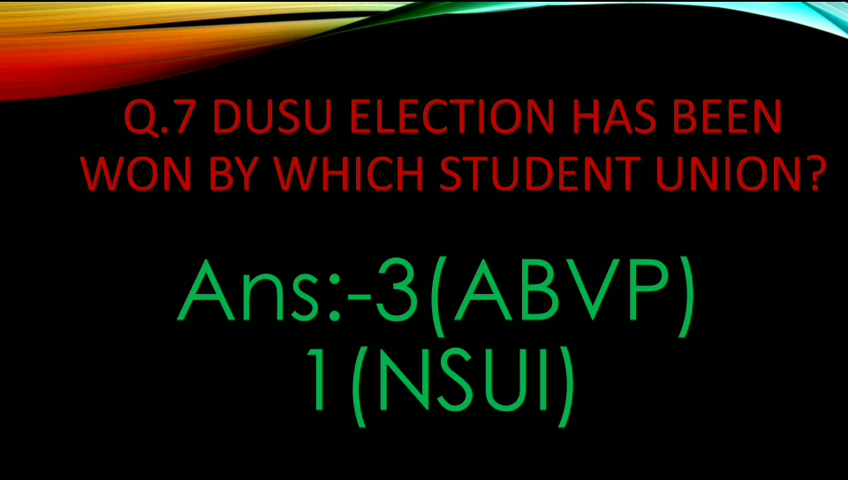 Q.7 DUSU ELECTION HAS BEEN
WON BY WHICH STUDENT UNION?
Ans:-3(ABVP)
1(NSUI)